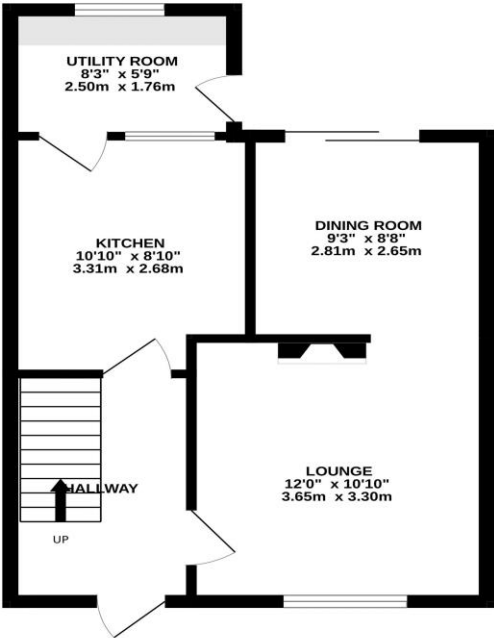 UTILITY ROOM
8'3" x 5'9"
2.50m x 1.76m
KITCHEN
10'10" x 8'10"
3.31m x 2.68m
DINING ROOM
9'3" x 8'8"
2.81m x 2.65m
LOUNGE
12'0" x 10'10"
3.65m x 3.30m
HALLWAY
UP